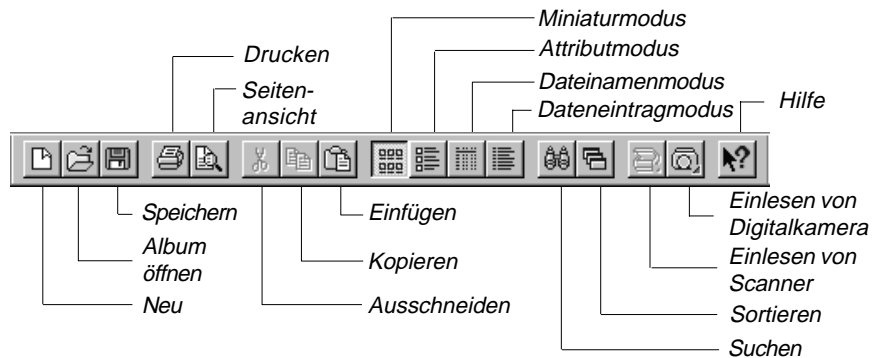 Miniaturmodus
Drucken
Attributmodus
Seiten-
ansicht
Dateinamenmodus
Dateneintragmodus
Hilfe
Speichern
Einfügen
Einlesen von
Digitalkamera
Album
öffnen
Kopieren
Einlesen von
Scanner
Neu
Ausschneiden
Sortieren
Suchen